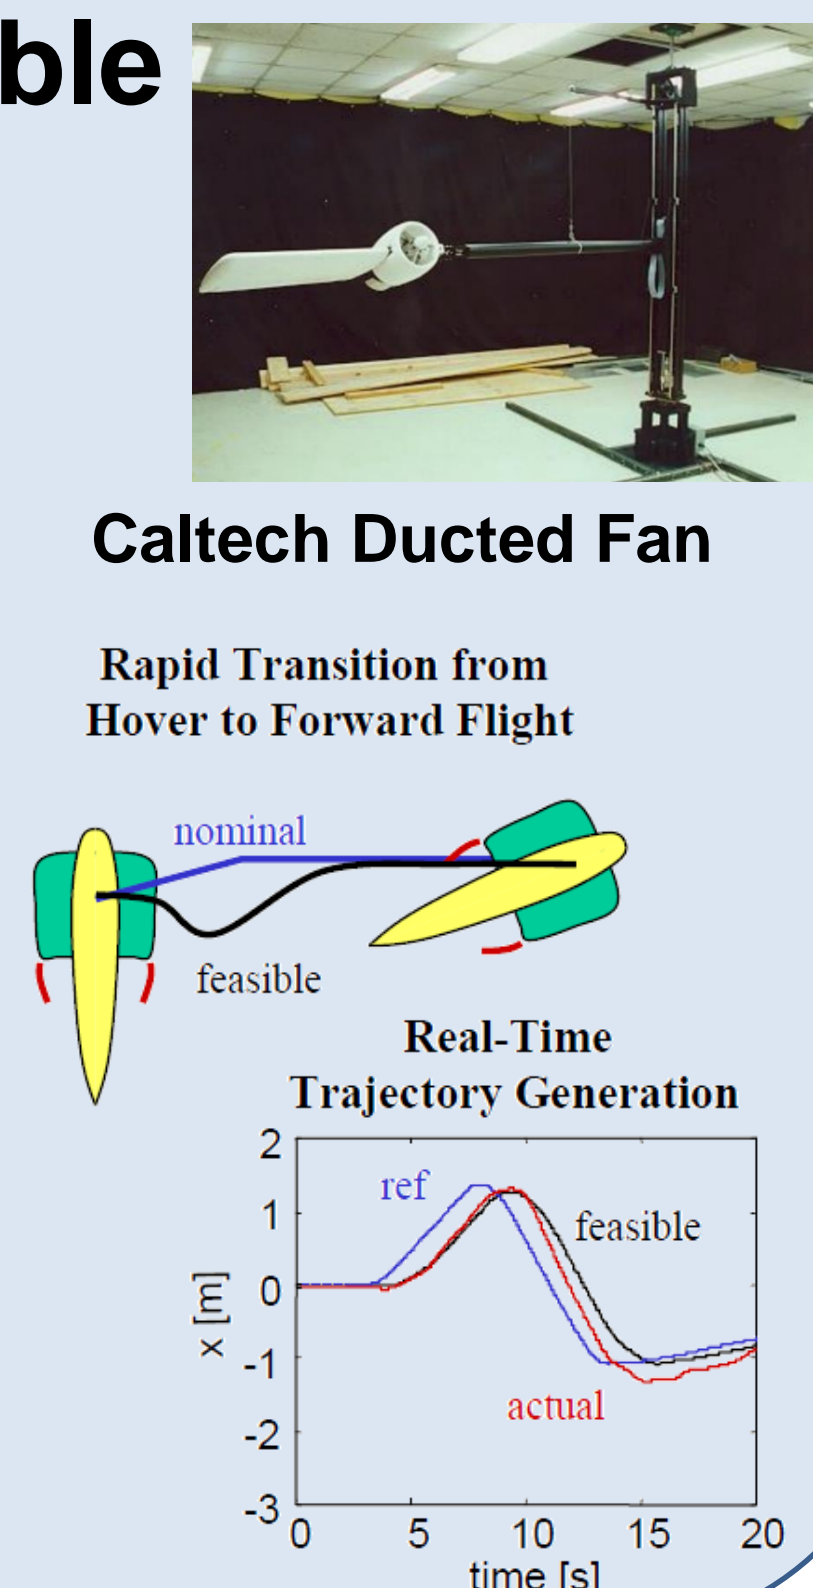 ble
Caltech Ducted Fan
Rapid Transition from
Hover to Forward Flight
nominal
feasible
Real-Time
Trajectory Generation
2
ref
1
feasible
0
x [m]
-1
actual
-2
-3
0 5 10 15 20
time [s]